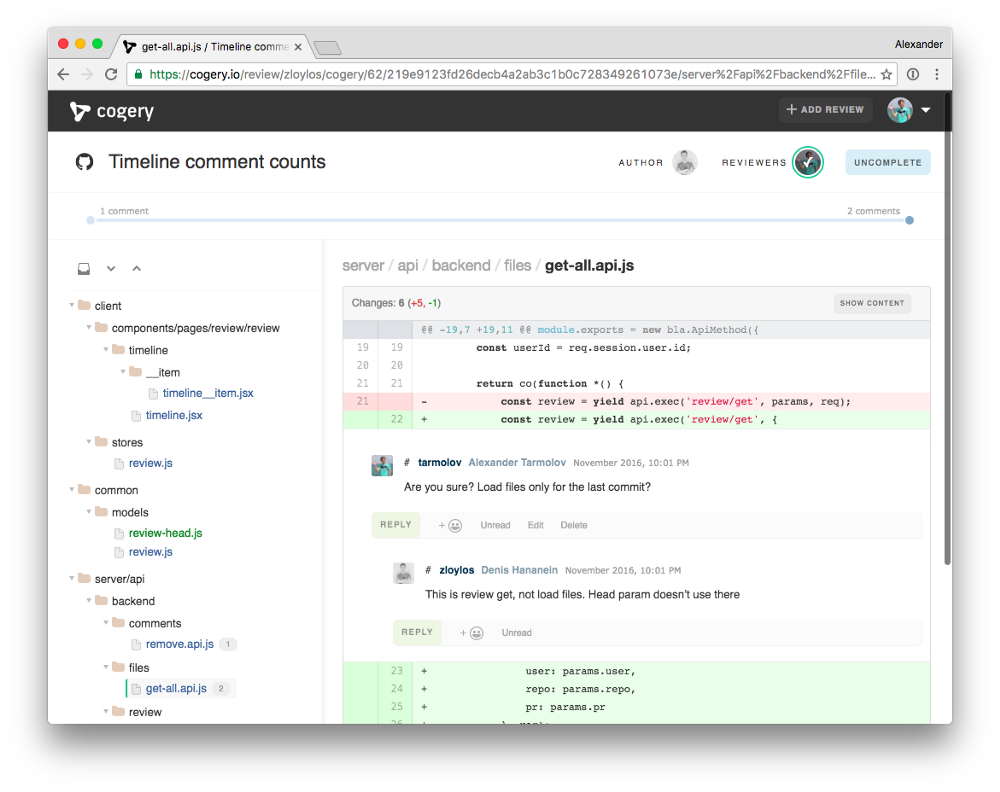 get-all.api.js / Timeline comme
Alexander
https://cogery.io/review/zloylos/cogery/62/219e9123fd26decb4a2ab3c1b0c728349261073e/server%2Fapi%2Fbackend%2Ffile...
cogery
+ ADD REVIEW
Timeline comment counts
AUTHOR
REVIEWERS
UNCOMPLETE
1 comment
2 comments
client
components/pages/review/review
timeline
__item
timeline__item.jsx
timeline.jsx
stores
review.js
common
models
review-head.js
review.js
server/api
backend
comments
remove.api.js 1
files
get-all.api.js 2
review
server / api / backend / files / get-all.api.js
Changes: 6 (+5, -1)
SHOW CONTENT
@@ -19,7 +19,11 @@ module.exports = new bla.ApiMethod({
19 19 const userId = req.session.user.id;
20 20
21 21 return co(function *() {
21 - const review = yield api.exec('review/get', params, req);
22 + const review = yield api.exec('review/get', {
# tarmolov Alexander Tarmolov November 2016, 10:01 PM
Are you sure? Load files only for the last commit?
REPLY + Unread Edit Delete
# zloylos Denis Hananein November 2016, 10:01 PM
This is review get, not load files. Head param doesn't use there
REPLY + Unread
23 + user: params.user,
24 + repo: params.repo,
25 + pr: params.pr
26 + }, req);